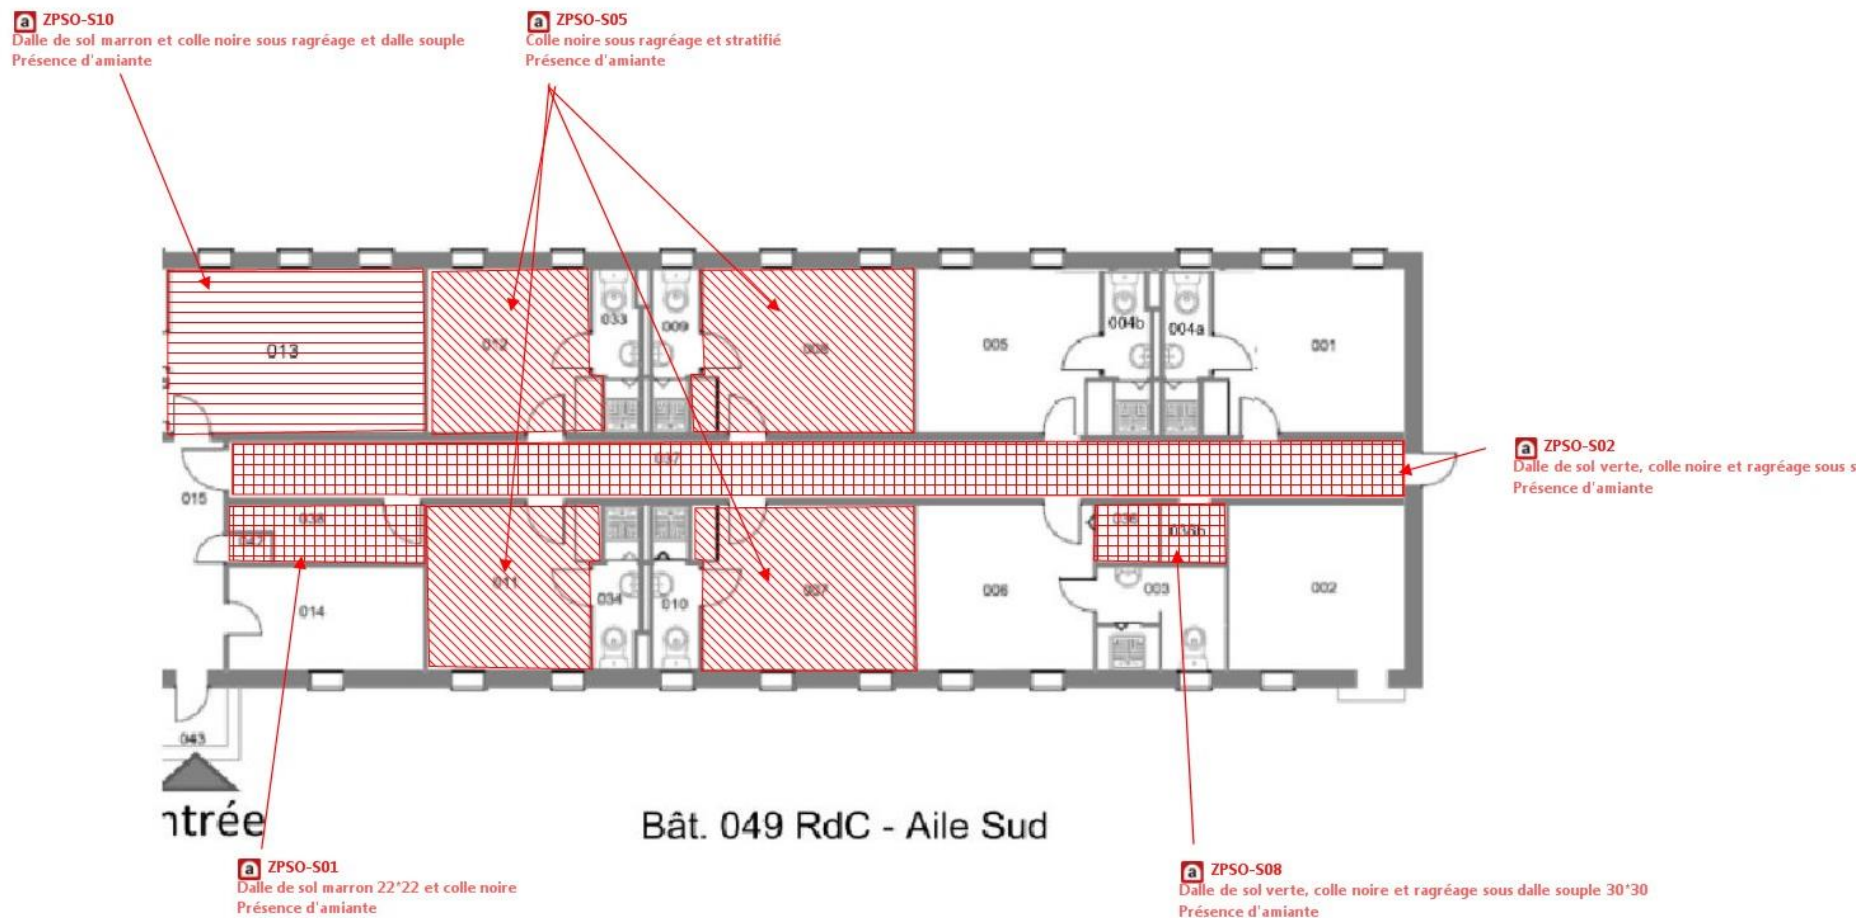 a ZPSO-S10
Dalle de sol marron et colle noire sous ragréage et dalle souple
Présence d'amiante
a ZPSO-S05
Colle noire sous ragréage et stratifié
Présence d'amiante
033
009
004b
004a
012
008
005
001
013
037
a ZPSO-S02
Dalle de sol verte, colle noire et ragréage sous s
Présence d'amiante
015
038
036
036b
042
011
034
010
007
006
003
002
014
043
ntrée
Bât. 049 RdC - Aile Sud
a ZPSO-S01
Dalle de sol marron 22*22 et colle noire
Présence d'amiante
a ZPSO-S08
Dalle de sol verte, colle noire et ragréage sous dalle souple 30*30
Présence d'amiante